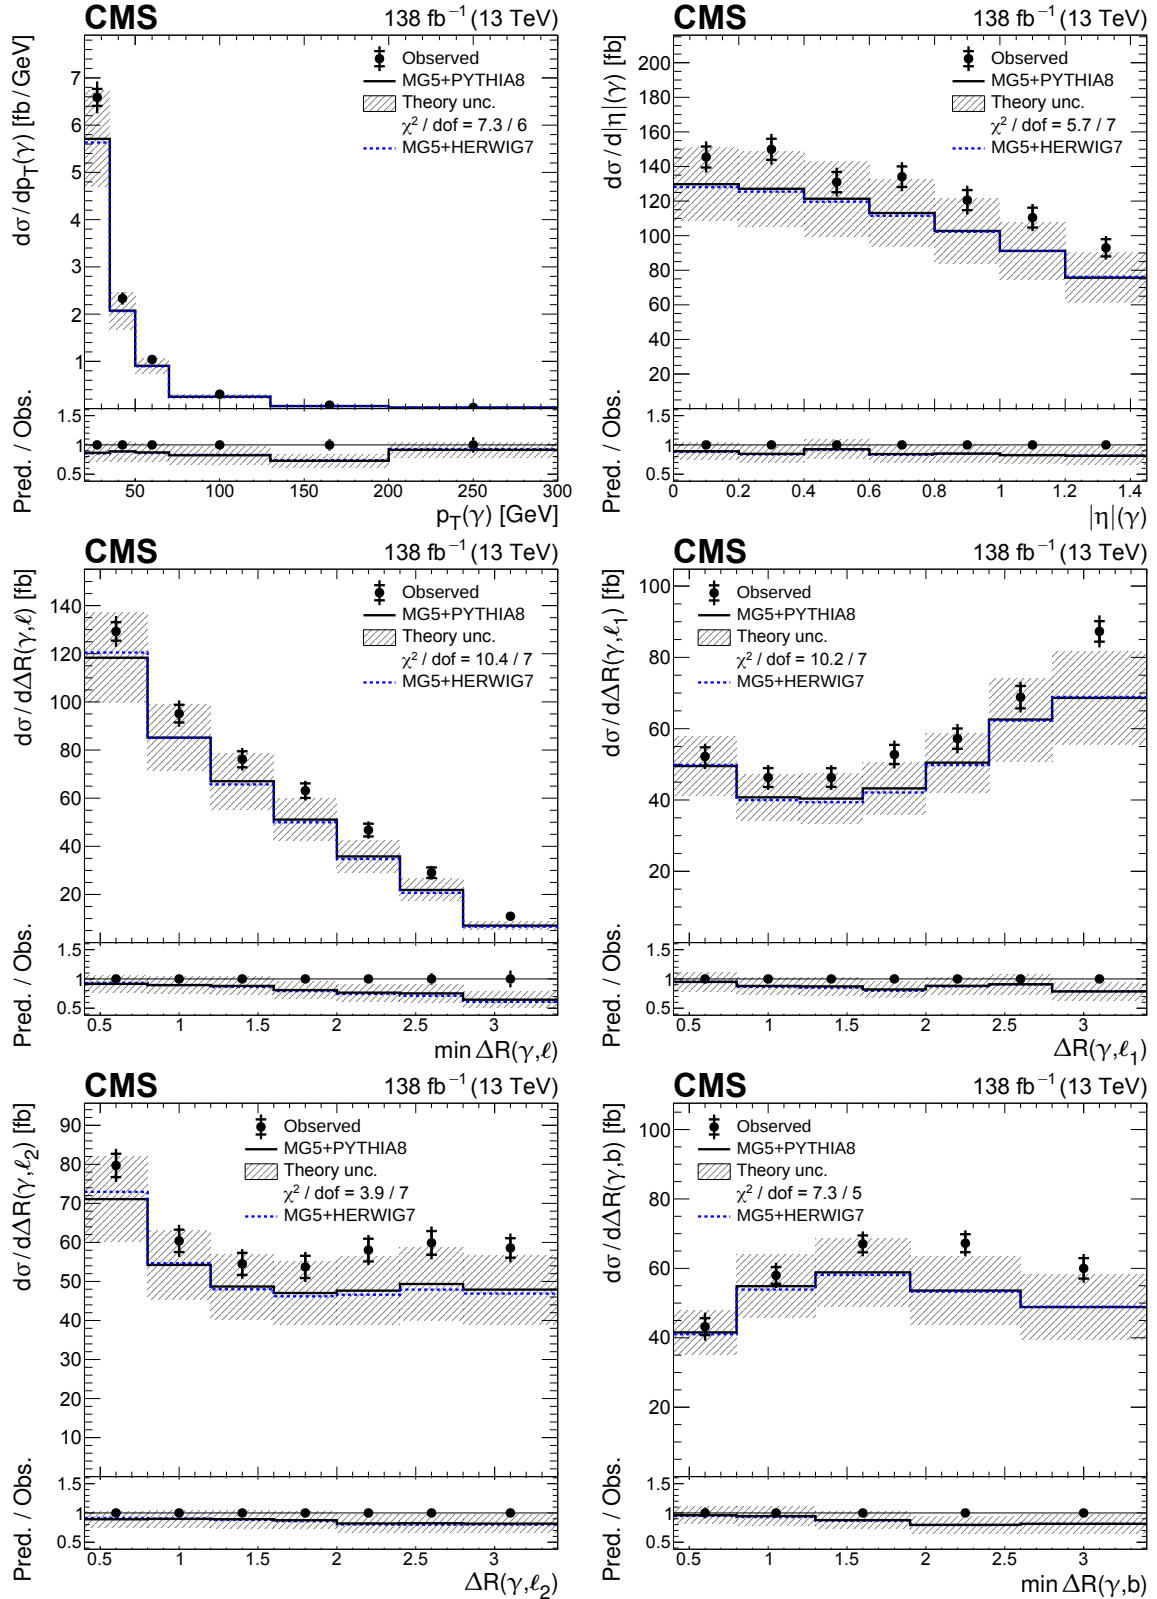 CMS 138 fb⁻¹ (13 TeV)
dσ / dp_T(γ) [fb / GeV]
Observed
MG5+PYTHIA8
Theory unc.
χ² / dof = 7.3 / 6
MG5+HERWIG7
7
6
5
4
3
2
1
Pred. / Obs.
1.5
1
0.5
50 100 150 200 250 300
p_T(γ) [GeV]
CMS 138 fb⁻¹ (13 TeV)
dσ / d|η|(γ) [fb]
Observed
MG5+PYTHIA8
Theory unc.
χ² / dof = 5.7 / 7
MG5+HERWIG7
200
180
160
140
120
100
80
60
40
20
Pred. / Obs.
1.5
1
0.5
0 0.2 0.4 0.6 0.8 1 1.2 1.4
|η|(γ)
CMS 138 fb⁻¹ (13 TeV)
dσ / dΔR(γ,ℓ) [fb]
Observed
MG5+PYTHIA8
Theory unc.
χ² / dof = 10.4 / 7
MG5+HERWIG7
140
120
100
80
60
40
20
Pred. / Obs.
1.5
1
0.5
0.5 1 1.5 2 2.5 3
min ΔR(γ,ℓ)
CMS 138 fb⁻¹ (13 TeV)
dσ / dΔR(γ,ℓ₁) [fb]
Observed
MG5+PYTHIA8
Theory unc.
χ² / dof = 10.2 / 7
MG5+HERWIG7
100
80
60
40
20
Pred. / Obs.
1.5
1
0.5
0.5 1 1.5 2 2.5 3
ΔR(γ,ℓ₁)
CMS 138 fb⁻¹ (13 TeV)
dσ / dΔR(γ,ℓ₂) [fb]
Observed
MG5+PYTHIA8
Theory unc.
χ² / dof = 3.9 / 7
MG5+HERWIG7
90
80
70
60
50
40
30
20
10
Pred. / Obs.
1.5
1
0.5
0.5 1 1.5 2 2.5 3
ΔR(γ,ℓ₂)
CMS 138 fb⁻¹ (13 TeV)
dσ / dΔR(γ,b) [fb]
Observed
MG5+PYTHIA8
Theory unc.
χ² / dof = 7.3 / 5
MG5+HERWIG7
100
80
60
40
20
Pred. / Obs.
1.5
1
0.5
0.5 1 1.5 2 2.5 3
min ΔR(γ,b)